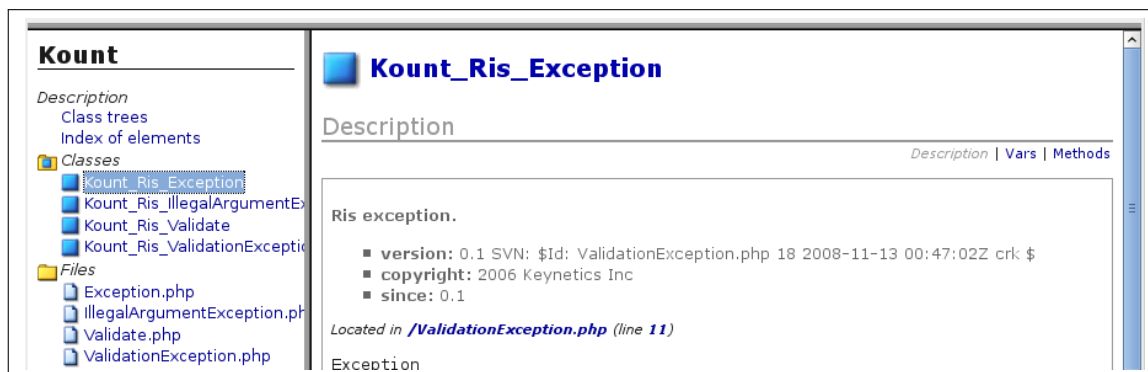 Kount
Description
Class trees
Index of elements
Classes
Kount_Ris_Exception
Kount_Ris_IllegalArgumentEx
Kount_Ris_Validate
Kount_Ris_ValidationExceptio
Files
Exception.php
IllegalArgumentException.ph
Validate.php
ValidationException.php
Kount_Ris_Exception
Description
Description | Vars | Methods
Ris exception.
version: 0.1 SVN: $Id: ValidationException.php 18 2008-11-13 00:47:02Z crk $
copyright: 2006 Keynetics Inc
since: 0.1
Located in /ValidationException.php (line 11)
Exception